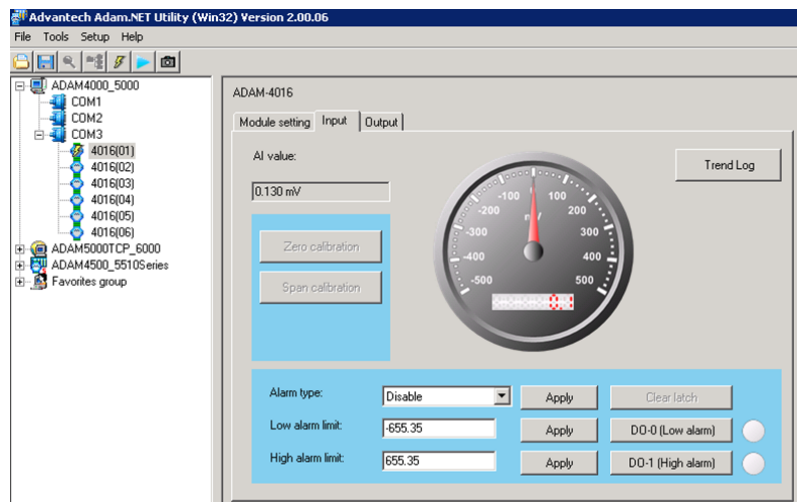 Advantech Adam.NET Utility (Win32) Version 2.00.06
File Tools Setup Help
ADAM4000_5000
COM1
COM2
COM3
4016(01)
4016(02)
4016(03)
4016(04)
4016(05)
4016(06)
ADAM5000TCP_6000
ADAM4500_5510Series
Favorites group
ADAM-4016
Module setting Input Output
AI value:
0.130 mV
Trend Log
Zero calibration
Span calibration
-100 0 100
-200 mV 200
-300 300
-400 400
-500 500
0.1
Alarm type: Disable Apply Clear latch
Low alarm limit: -655.35 Apply DO-0 (Low alarm)
High alarm limit: 655.35 Apply DO-1 (High alarm)